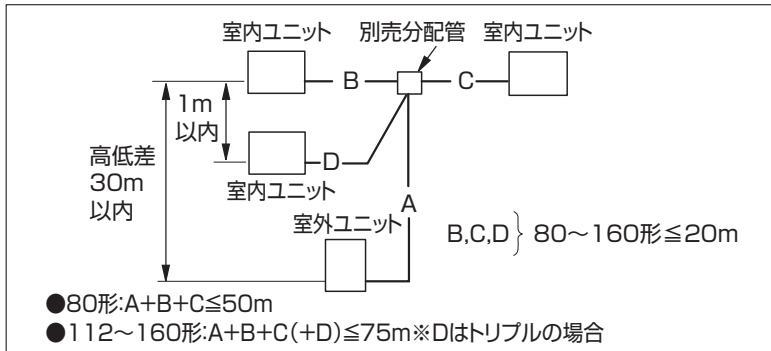 室内ユニット
別売分配管
室内ユニット
B
C
1m
以内
高低差
30m
以内
D
室内ユニット
A
室外ユニット
B,C,D} 80～160形≦20m
●80形:A+B+C≦50m
●112～160形:A+B+C(+D)≦75m※Dはトリプルの場合